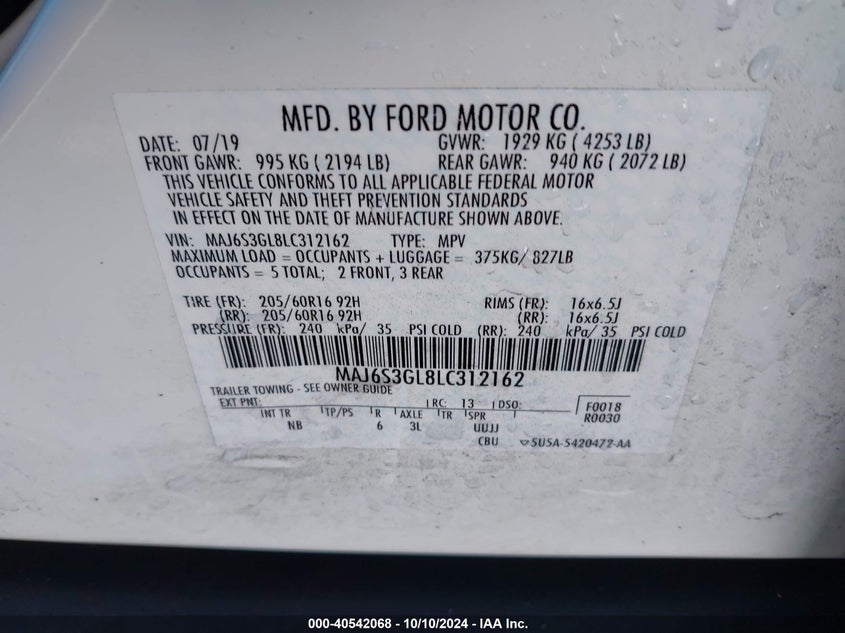 MFD. BY FORD MOTOR CO.
DATE: 07/19 GVWR: 1929 KG ( 4253 LB)
FRONT GAWR: 995 KG ( 2194 LB) REAR GAWR: 940 KG ( 2072 LB)
THIS VEHICLE CONFORMS TO ALL APPLICABLE FEDERAL MOTOR
VEHICLE SAFETY AND THEFT PREVENTION STANDARDS
IN EFFECT ON THE DATE OF MANUFACTURE SHOWN ABOVE.
VIN: MAJ6S3GL8LC312162 TYPE: MPV
MAXIMUM LOAD = OCCUPANTS + LUGGAGE = 375KG/ 827LB
OCCUPANTS = 5 TOTAL; 2 FRONT, 3 REAR
TIRE (FR): 205/60R16 92H RIMS (FR): 16x6.5J
(RR): 205/60R16 92H (RR): 16x6.5J
PRESSURE (FR): 240 kPa/ 35 PSI COLD (RR): 240 kPa/ 35 PSI COLD
MAJ6S3GL8LC312162
TRAILER TOWING - SEE OWNER GUIDE
EXT PNT: RC: 13 DSO: F0018
INT TR TP/PS R AXLE TR SPR R0030
NB 6 3L UUJJ
CBU 5U5A-5420472-AA
000-40542068 - 10/10/2024 - IAA Inc.